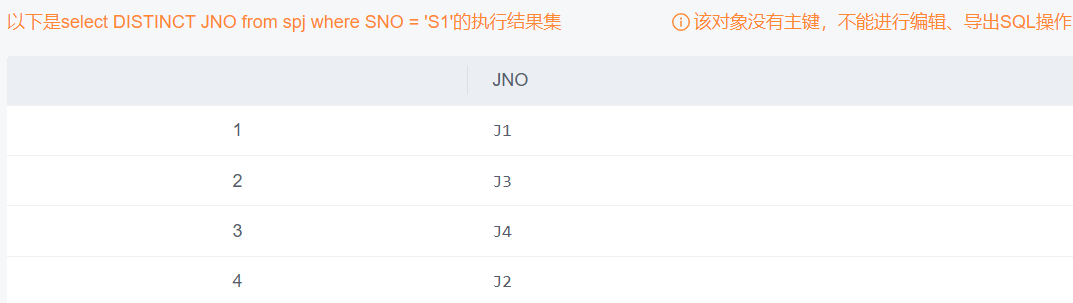 以下是select DISTINCT JNO from spj where SNO = 'S1'的执行结果集 该对象没有主键，不能进行编辑、导出SQL操作
JNO
1 J1
2 J3
3 J4
4 J2